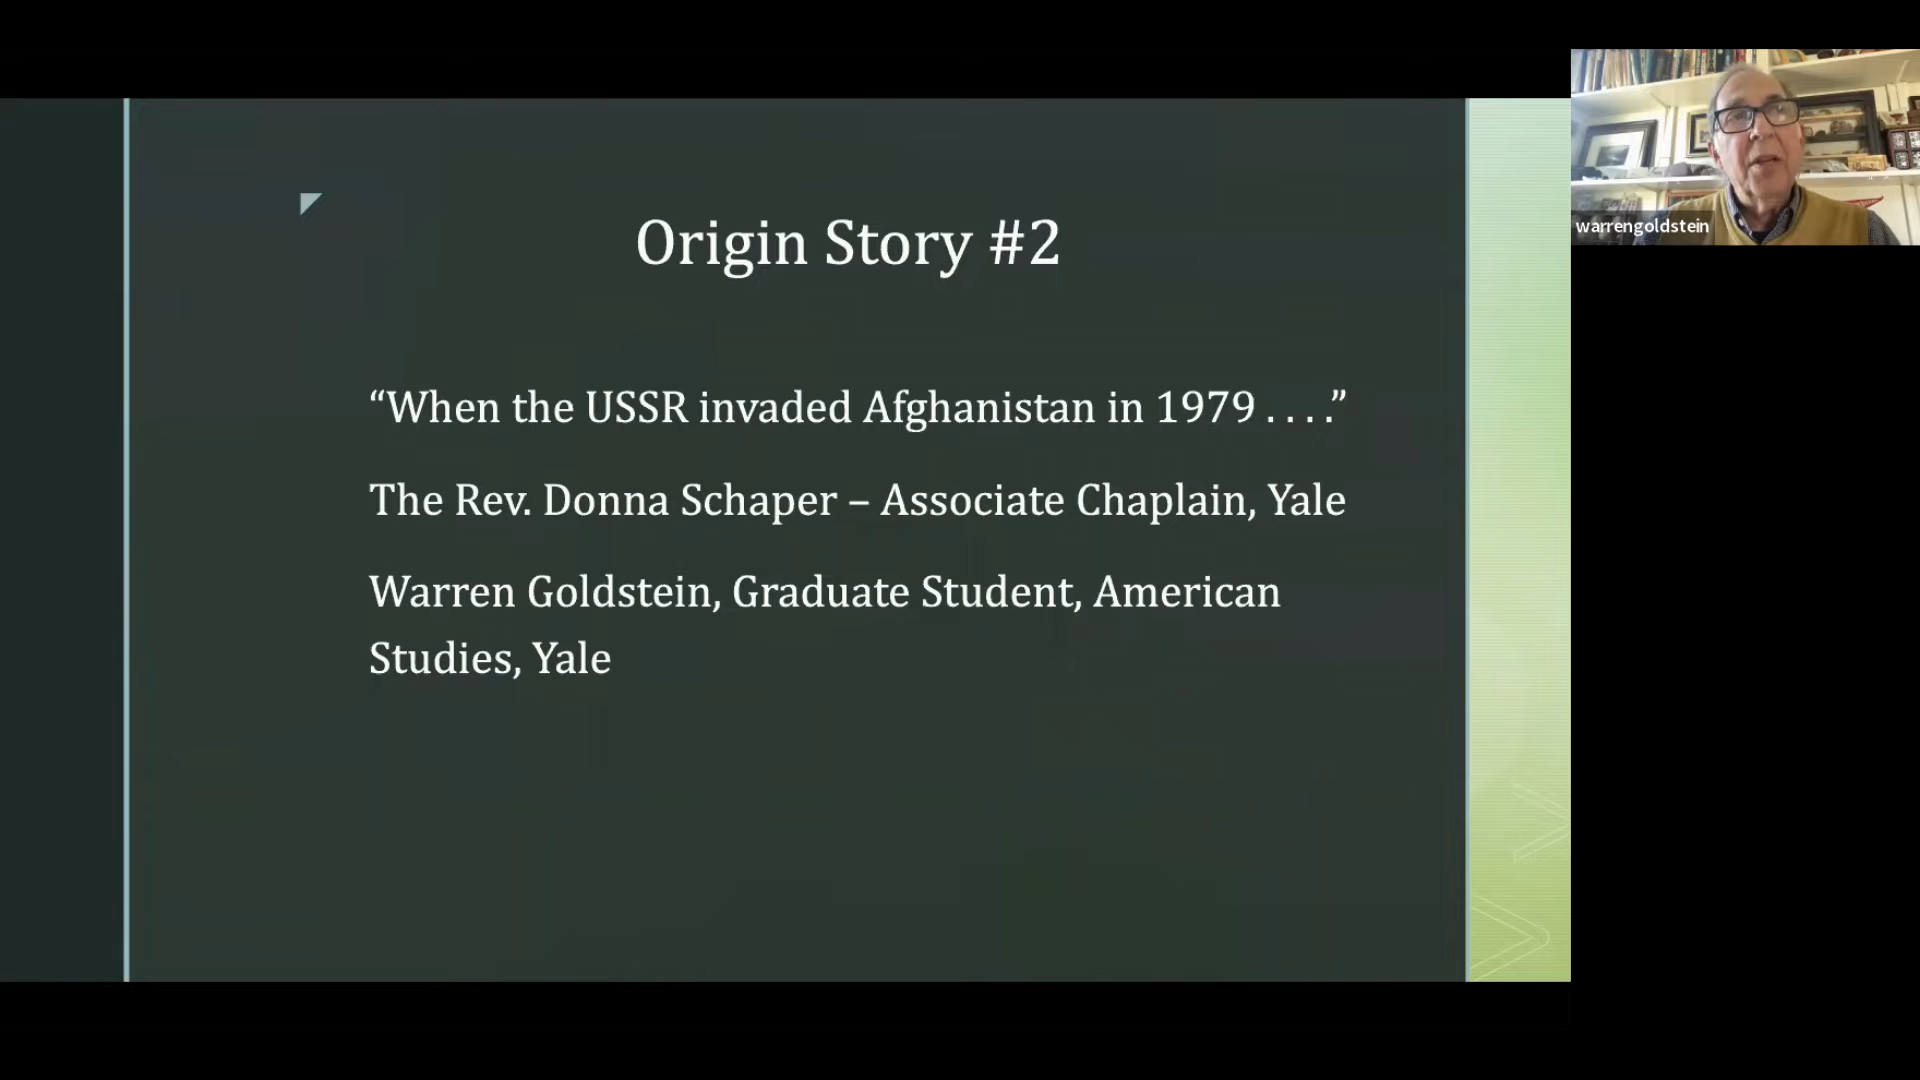 Origin Story #2
“When the USSR invaded Afghanistan in 1979 . . . .”
The Rev. Donna Schaper – Associate Chaplain, Yale
Warren Goldstein, Graduate Student, American
Studies, Yale
warrengoldstein